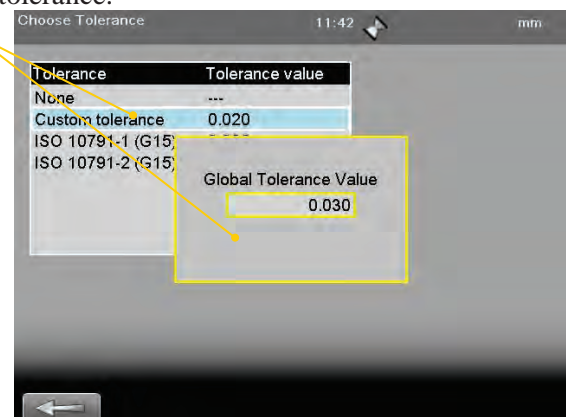 tolerance.
Choose Tolerance 11:42 mm
Tolerance Tolerance value
None ---
Custom tolerance 0.020
ISO 10791-1 (G15)
ISO 10791-2 (G15)
Global Tolerance Value
0.030